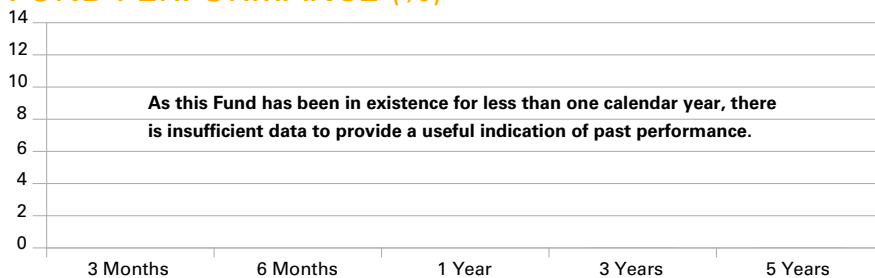 FUND PERFORMANCE (%)
14
12
10
As this Fund has been in existence for less than one calendar year, there
8
is insufficient data to provide a useful indication of past performance.
6
4
2
0
3 Months 6 Months 1 Year 3 Years 5 Years